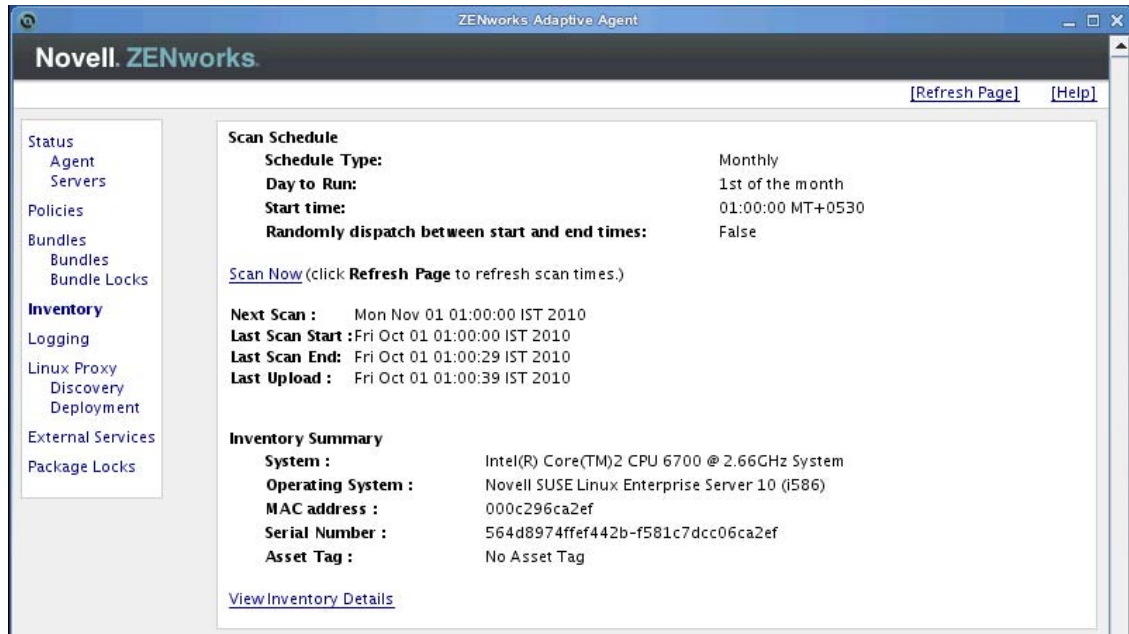 ZENworks Adaptive Agent
Novell. ZENworks.
[Refresh Page] [Help]
Status
Agent
Servers
Policies
Bundles
Bundles
Bundle Locks
Inventory
Logging
Linux Proxy
Discovery
Deployment
External Services
Package Locks
Scan Schedule
Schedule Type: Monthly
Day to Run: 1st of the month
Start time: 01:00:00 MT+0530
Randomly dispatch between start and end times: False
Scan Now (click Refresh Page to refresh scan times.)
Next Scan : Mon Nov 01 01:00:00 IST 2010
Last Scan Start : Fri Oct 01 01:00:00 IST 2010
Last Scan End: Fri Oct 01 01:00:29 IST 2010
Last Upload : Fri Oct 01 01:00:39 IST 2010
Inventory Summary
System : Intel(R) Core(TM)2 CPU 6700 @ 2.66GHz System
Operating System : Novell SUSE Linux Enterprise Server 10 (i586)
MAC address : 000c296ca2ef
Serial Number : 564d8974ffef442b-f581c7dcc06ca2ef
Asset Tag : No Asset Tag
View Inventory Details